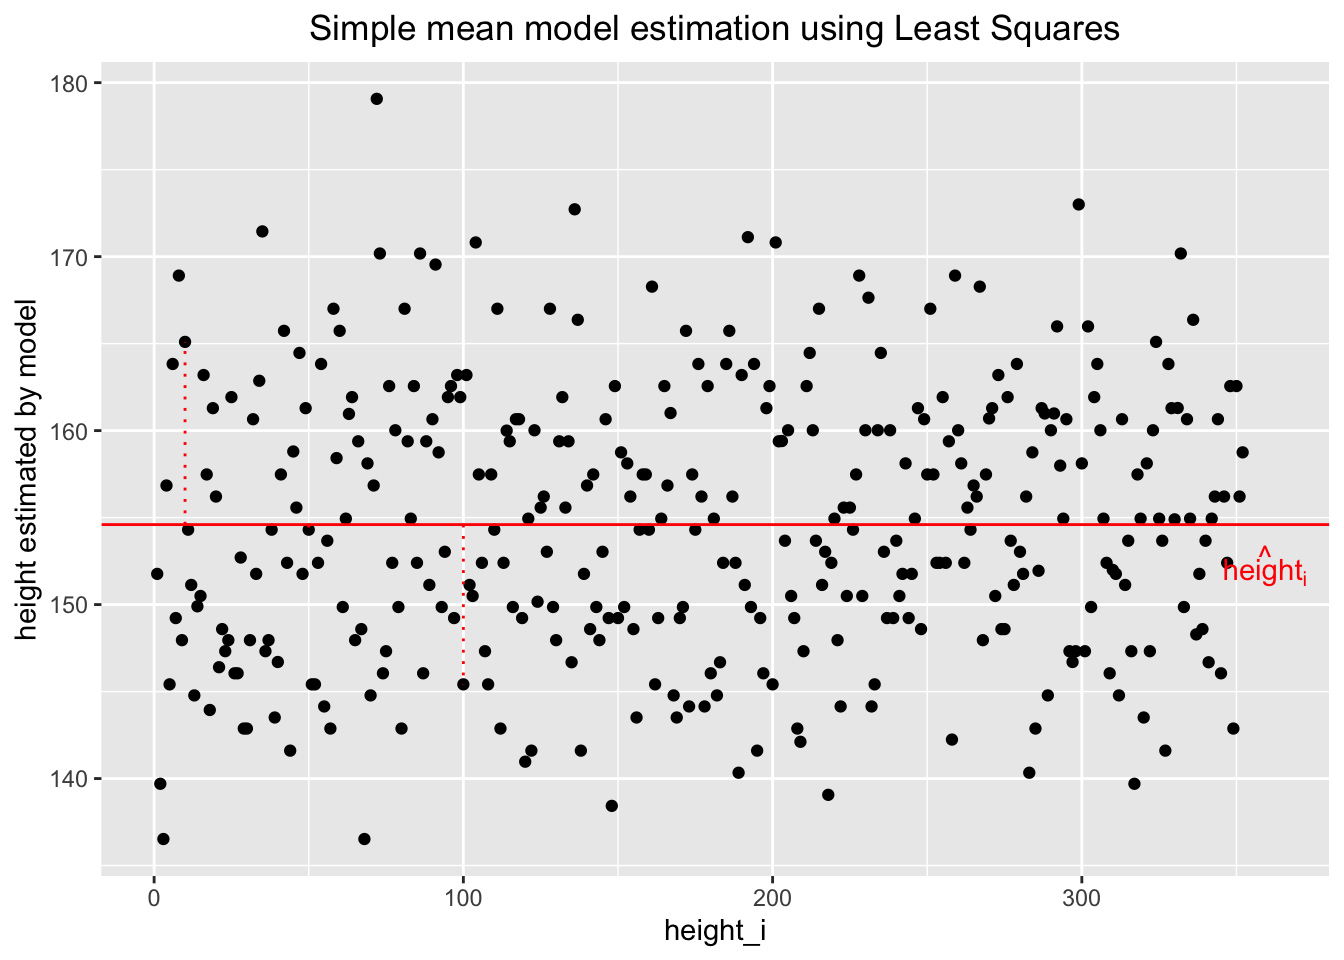 Simple mean model estimation using Least Squares
height estimated by model
180
170
160
150
140
^
heightᵢ
0 100 200 300
height_i